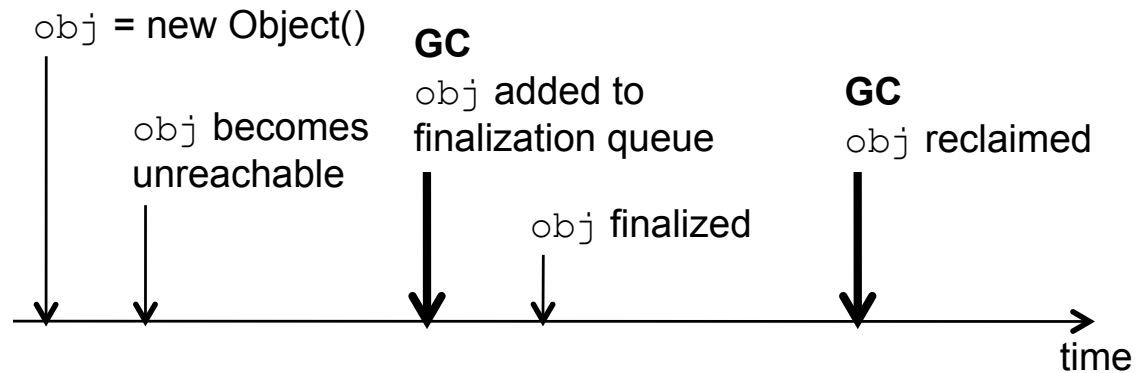 obj = new Object()
obj becomes
unreachable
GC
obj added to
finalization queue
obj finalized
GC
obj reclaimed
time